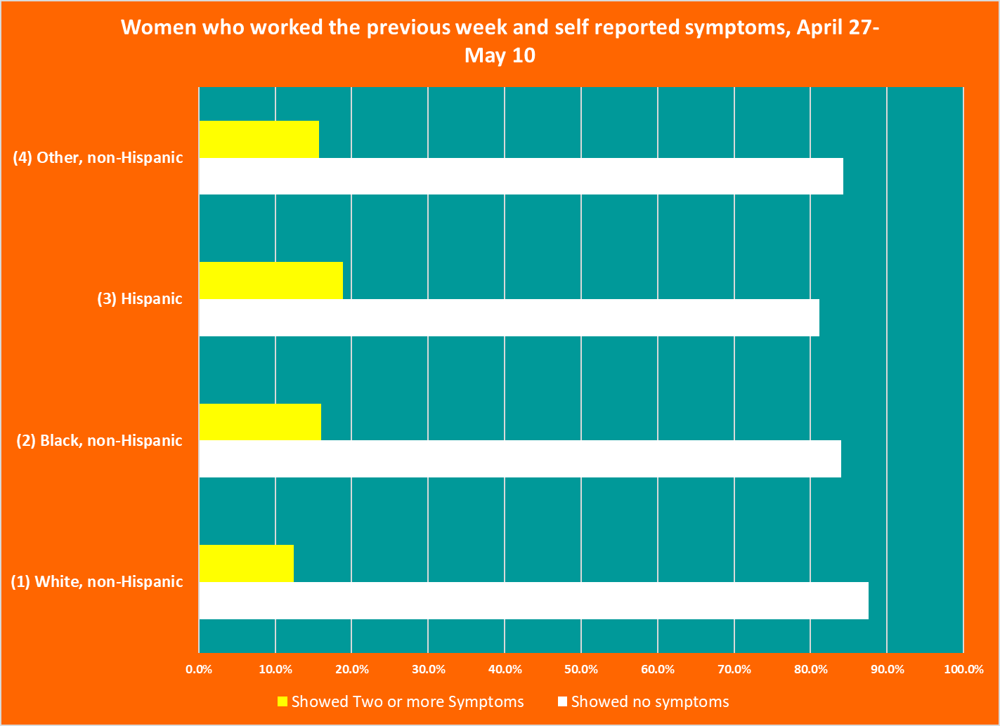 Women who worked the previous week and self reported symptoms, April 27-
May 10
(4) Other, non-Hispanic
(3) Hispanic
(2) Black, non-Hispanic
(1) White, non-Hispanic
0.0% 10.0% 20.0% 30.0% 40.0% 50.0% 60.0% 70.0% 80.0% 90.0% 100.0%
Showed Two or more Symptoms Showed no symptoms